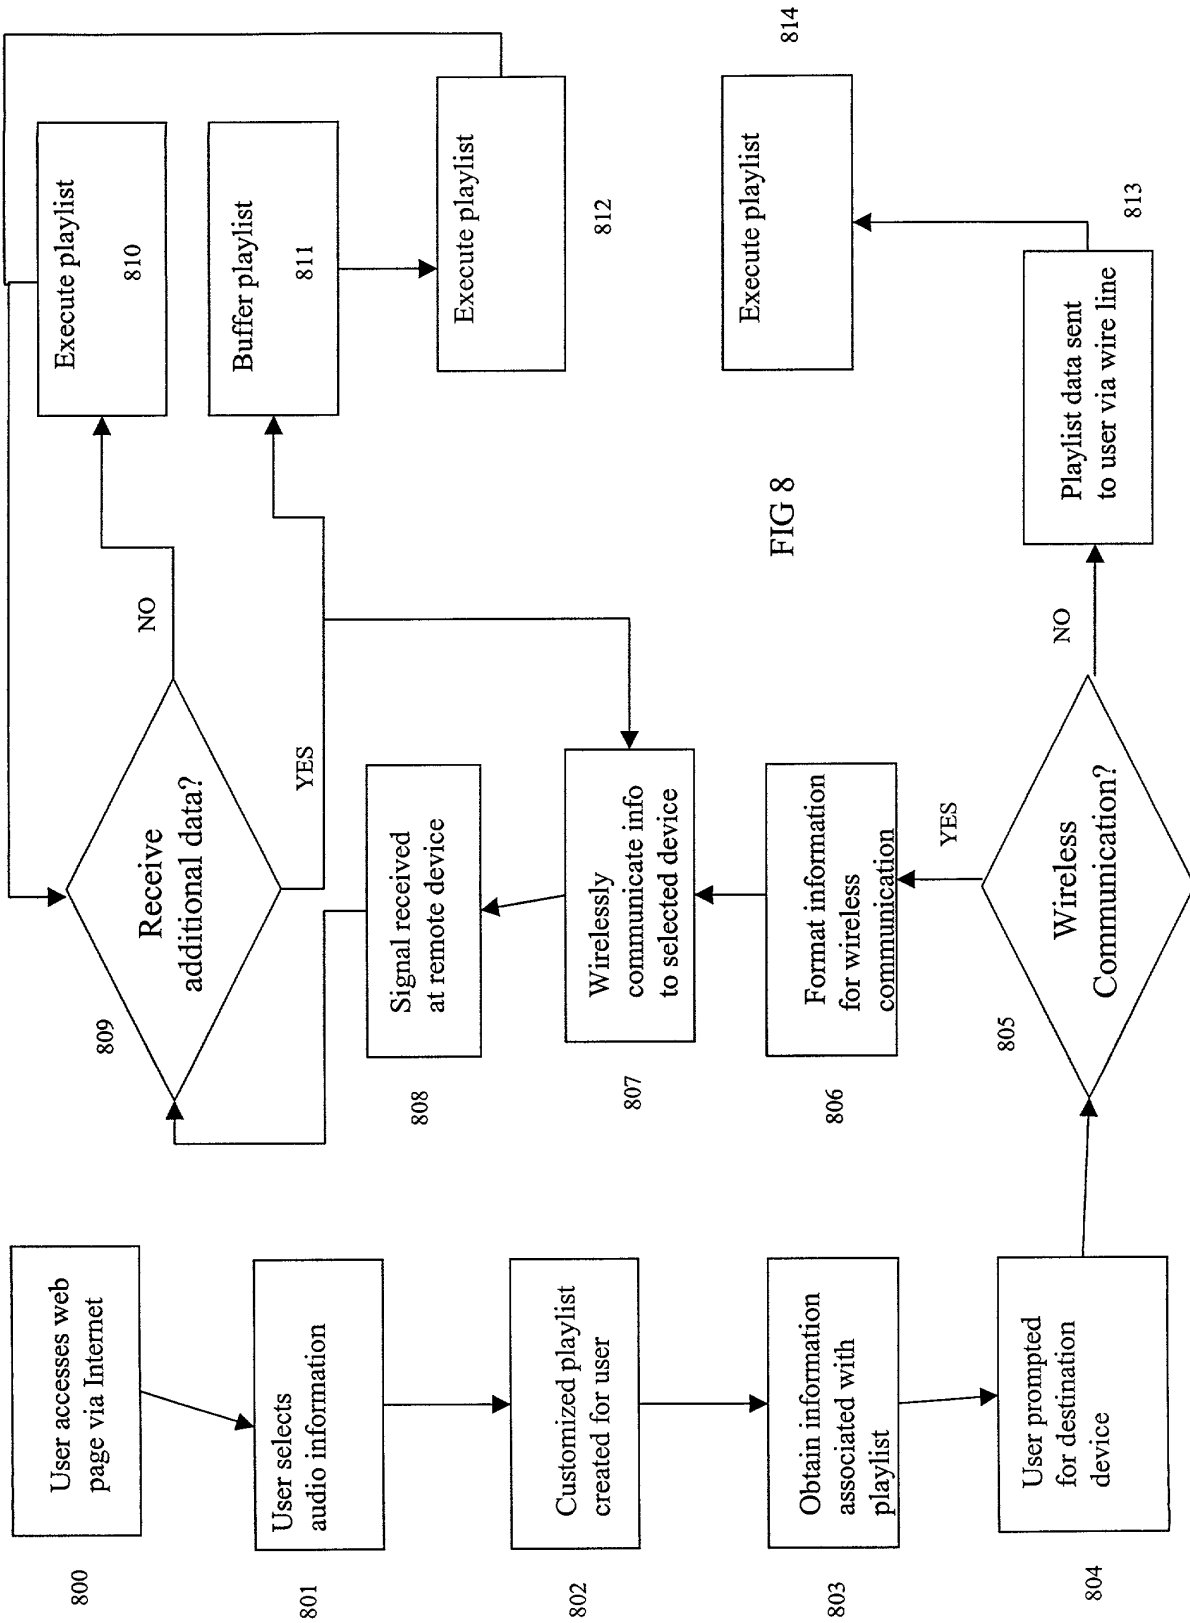 800
User accesses web
page via Internet
801
User selects
audio information
802
Customized playlist
created for user
803
Obtain information
associated with
playlist
804
User prompted
for destination
device
805
Wireless
Communication?
YES
NO
806
Format information
for wireless
communication
807
Wirelessly
communicate info
to selected device
808
Signal received
at remote device
809
Receive
additional data?
YES
NO
Execute playlist
810
Buffer playlist
811
Execute playlist
812
Playlist data sent
to user via wire line
813
Execute playlist
814
FIG 8